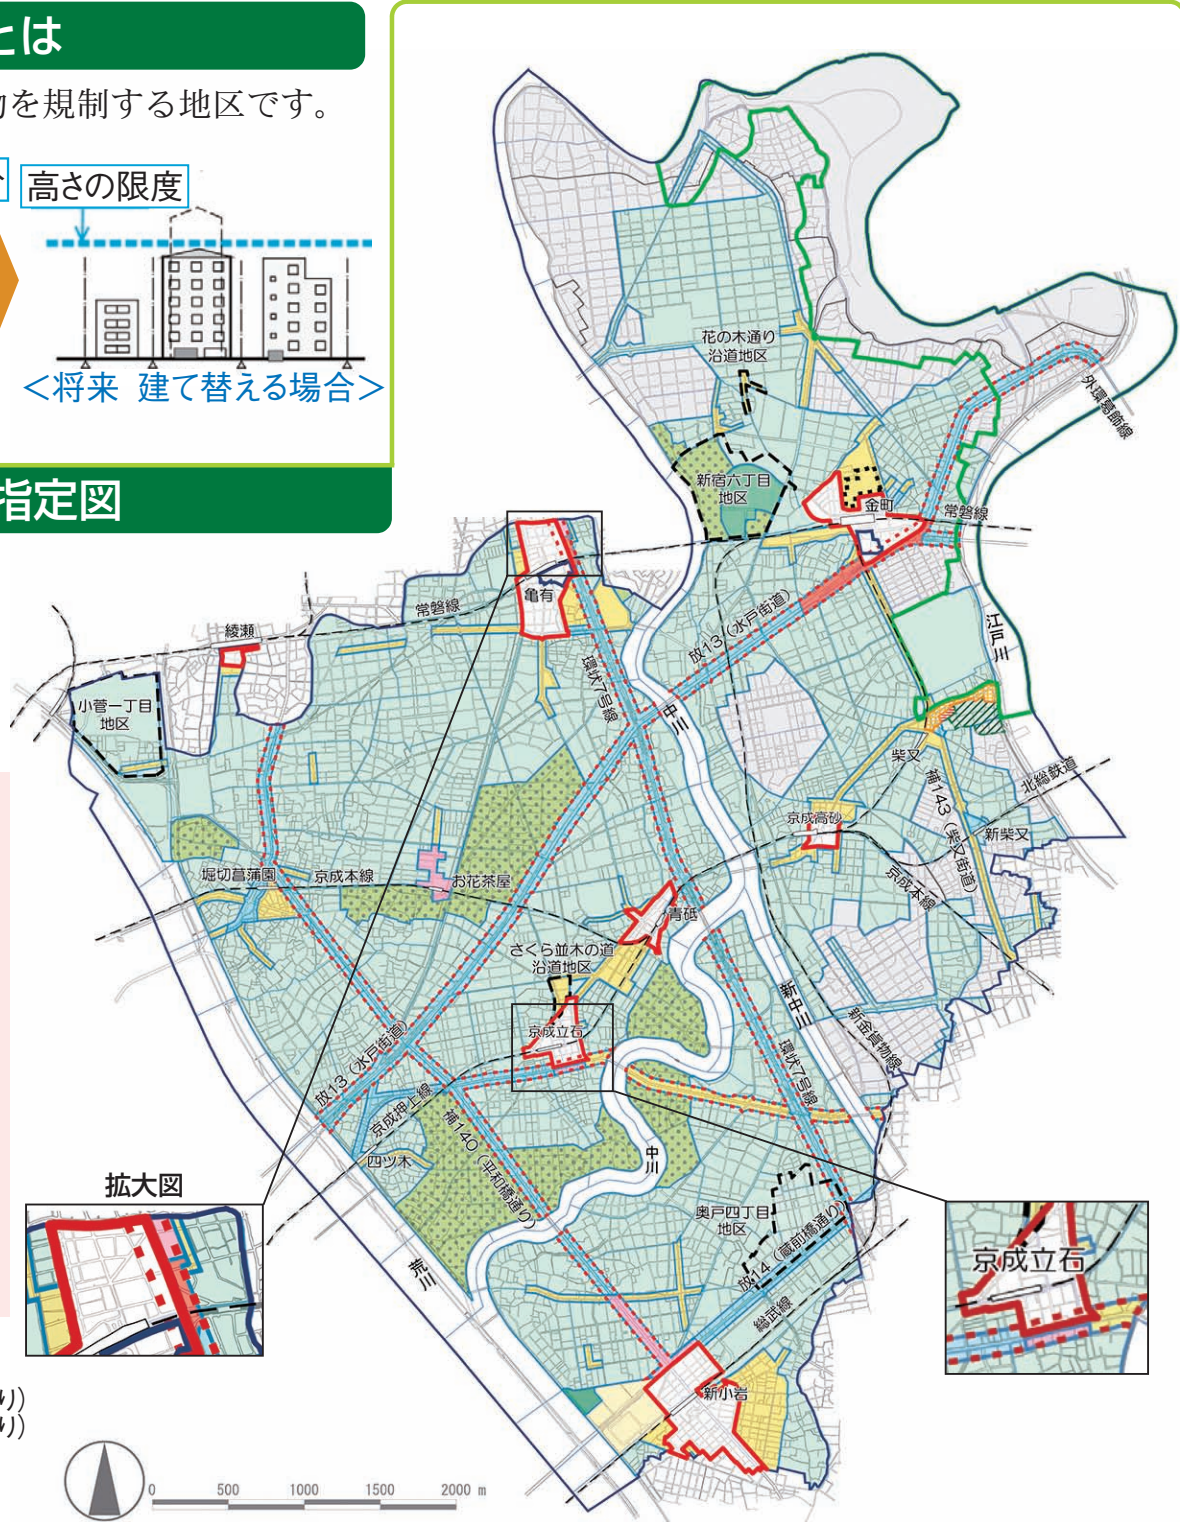 とは
を規制する地区です。
高さの限度
＜将来 建て替える場合＞
指定図
花の木通り
沿道地区
外環葛飾線
新宿六丁目
地区
金町
常磐線
亀有
常磐線
綾瀬
放13（水戸街道）
江戸川
環状7号線
中川
小菅一丁目
地区
柴又
北総鉄道
補143（柴又街道）
新柴又
京成高砂
京成本線
堀切菖蒲園
京成本線
お花茶屋
青砥
さくら並木の道
沿道地区
新中川
京成立石
新金貨物線
環状7号線
放13（水戸街道）
京成押上線
補140（平和橋通り）
四ツ木
中川
拡大図
奥戸四丁目
地区
放14（蔵前橋通り）
荒川
総武線
京成立石
新小岩
り)
り)
0 500 1000 1500 2000 m